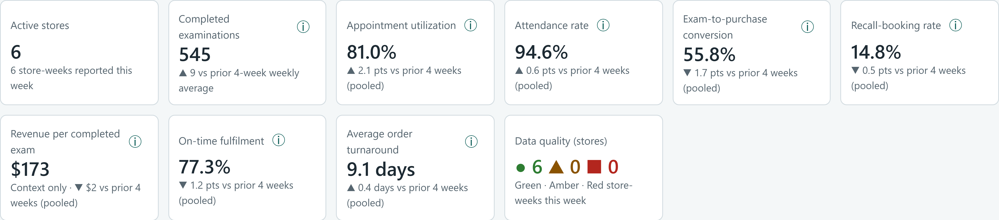 Active stores
6
6 store-weeks reported this
week
Completed
examinations
ⓘ
545
▲ 9 vs prior 4-week weekly
average
Appointment utilization ⓘ
81.0%
▲ 2.1 pts vs prior 4 weeks
(pooled)
Attendance rate ⓘ
94.6%
▲ 0.6 pts vs prior 4 weeks
(pooled)
Exam-to-purchase
conversion
ⓘ
55.8%
▼ 1.7 pts vs prior 4 weeks
(pooled)
Recall-booking rate ⓘ
14.8%
▼ 0.5 pts vs prior 4 weeks
(pooled)
Revenue per completed
exam
ⓘ
$173
Context only · ▼ $2 vs prior 4
weeks (pooled)
On-time fulfilment ⓘ
77.3%
▼ 1.2 pts vs prior 4 weeks
(pooled)
Average order
turnaround
ⓘ
9.1 days
▲ 0.4 days vs prior 4 weeks
(pooled)
Data quality (stores)
● 6 ▲ 0 ■ 0
Green · Amber · Red store-
weeks this week